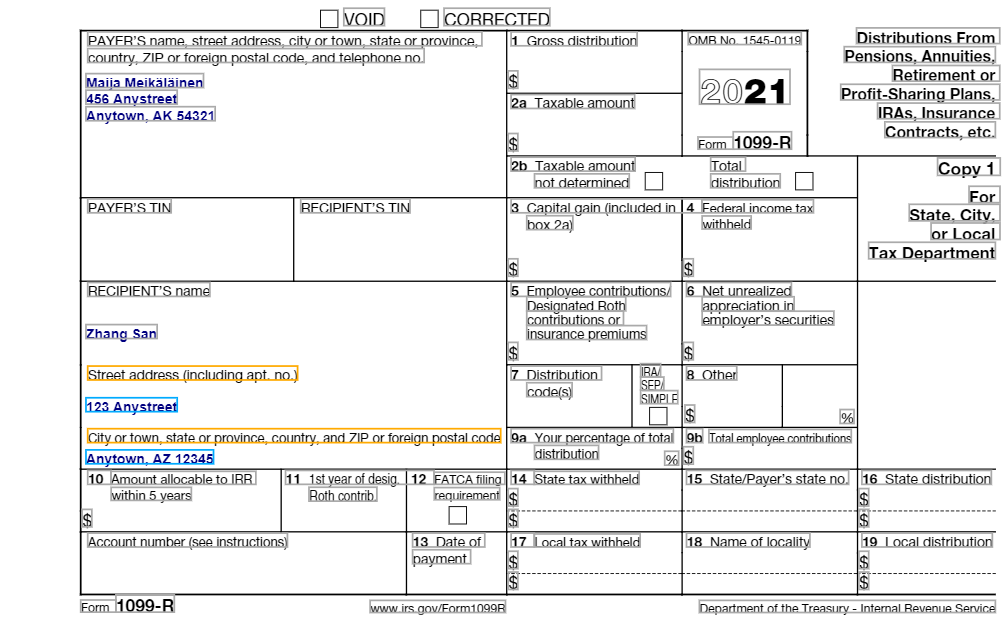 VOID CORRECTED
PAYER'S name, street address, city or town, state or province,
country, ZIP or foreign postal code, and telephone no.
Maija Meikäläinen
456 Anystreet
Anytown, AK 54321
1 Gross distribution
$
2a Taxable amount
$
OMB No. 1545-0119
2021
Form 1099-R
Distributions From
Pensions, Annuities,
Retirement or
Profit-Sharing Plans,
IRAs, Insurance
Contracts, etc.
2b Taxable amount
not determined
Total
distribution
Copy 1
For
State, City,
or Local
Tax Department
PAYER'S TIN
RECIPIENT'S TIN
3 Capital gain (included in
box 2a)
$
4 Federal income tax
withheld
$
RECIPIENT'S name
Zhang San
5 Employee contributions/
Designated Roth
contributions or
insurance premiums
$
6 Net unrealized
appreciation in
employer's securities
$
Street address (including apt. no.)
123 Anystreet
7 Distribution
code(s)
IRA/
SEP/
SIMPLE
8 Other
$
%
City or town, state or province, country, and ZIP or foreign postal code
Anytown, AZ 12345
9a Your percentage of total
distribution
%
9b Total employee contributions
$
10 Amount allocable to IRR
within 5 years
$
11 1st year of desig.
Roth contrib.
12 FATCA filing
requirement
14 State tax withheld
$
$
15 State/Payer's state no.
16 State distribution
$
$
Account number (see instructions)
13 Date of
payment
17 Local tax withheld
$
$
18 Name of locality
19 Local distribution
$
$
Form 1099-R
www.irs.gov/Form1099R
Department of the Treasury - Internal Revenue Service